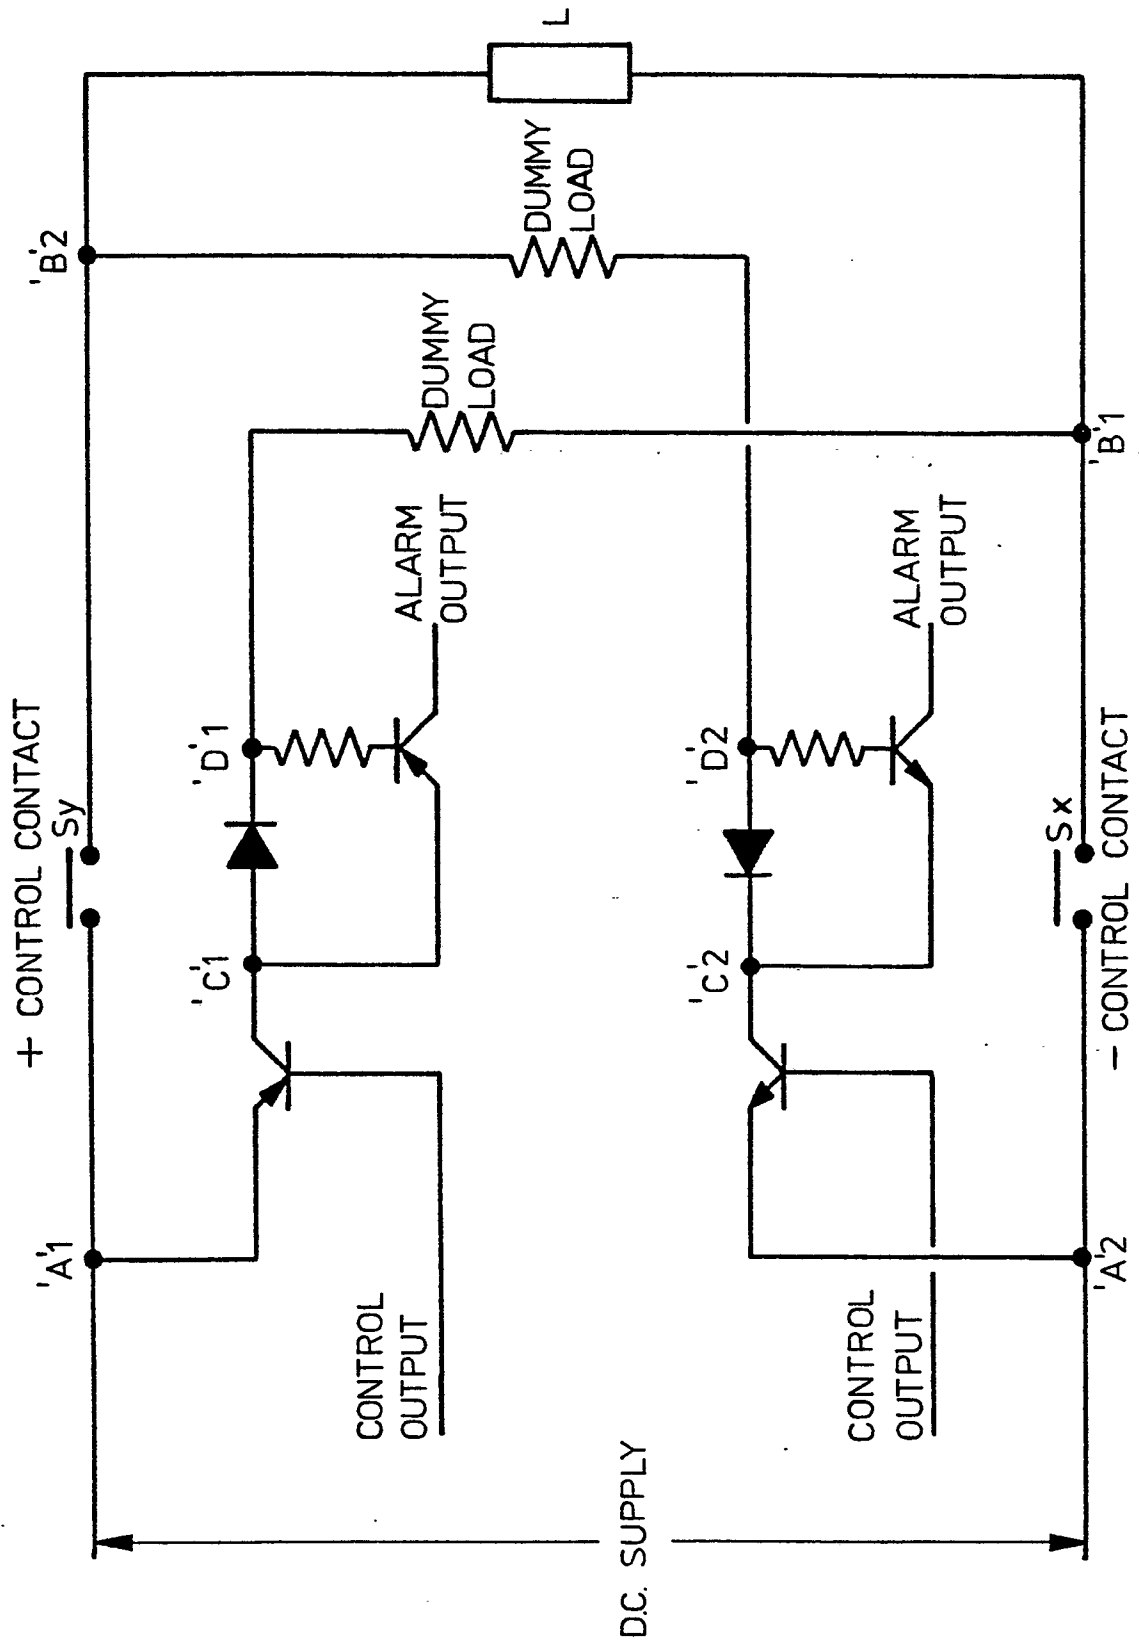 + CONTROL CONTACT
Sy
'A'1
'C'1
'D'1
'B'2
CONTROL
OUTPUT
ALARM
OUTPUT
DUMMY
LOAD
DUMMY
LOAD
L
D.C. SUPPLY
CONTROL
OUTPUT
'C'2
'D'2
ALARM
OUTPUT
'A'2
Sx
- CONTROL CONTACT
'B'1